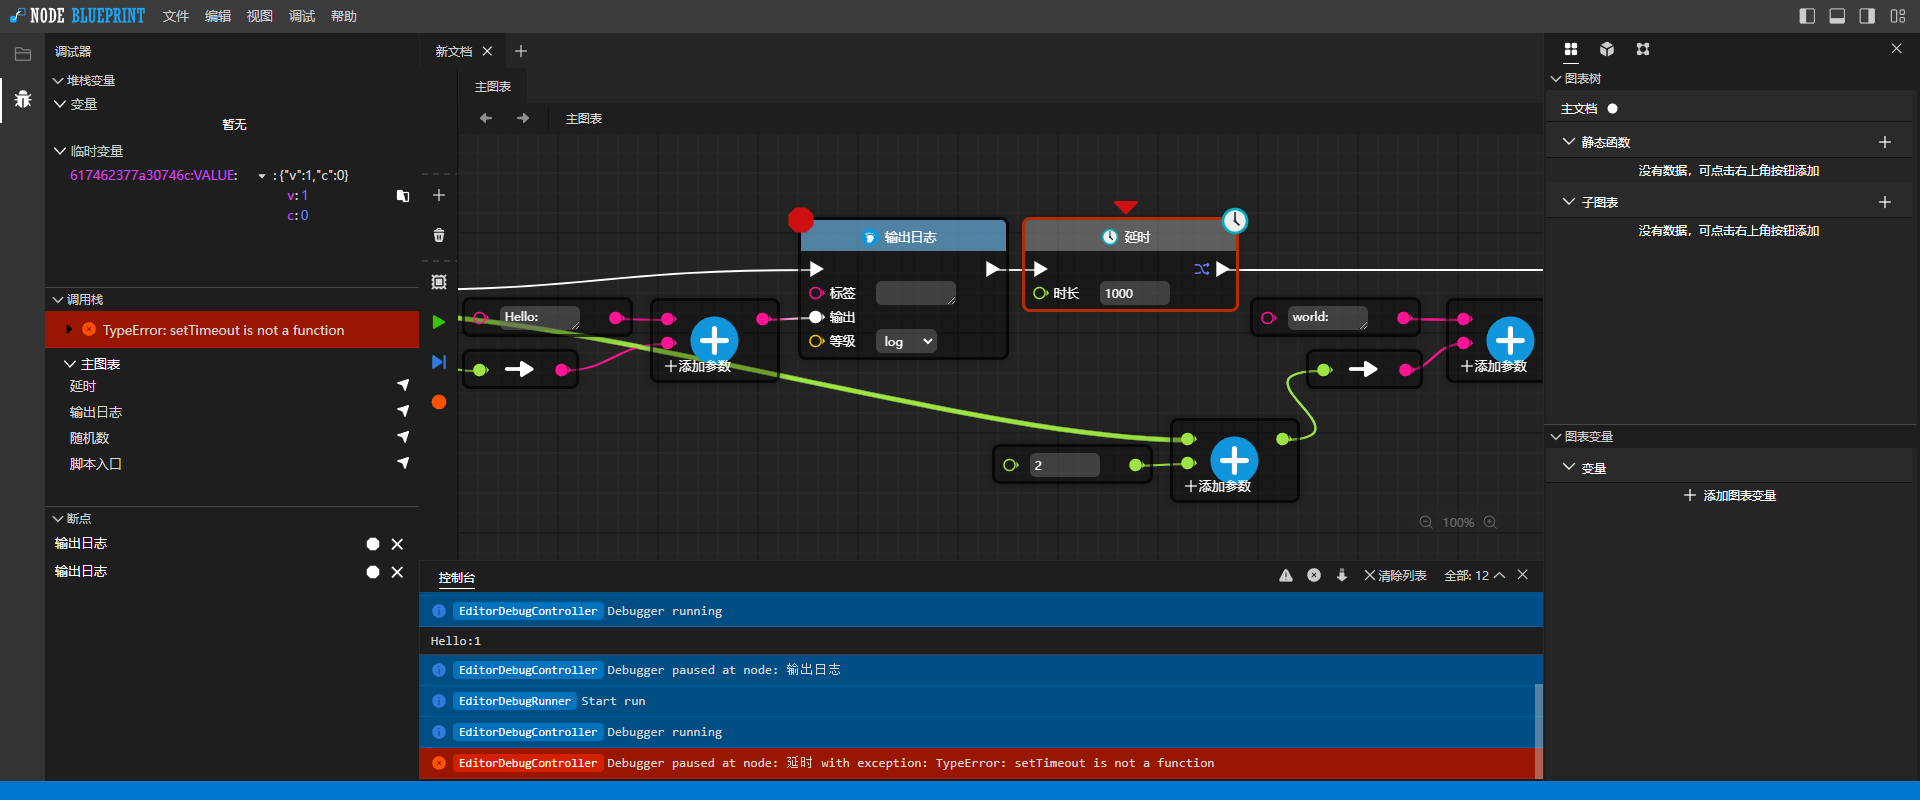 NODE BLUEPRINT 文件 编辑 视图 调试 帮助
调试器
堆栈变量
变量
暂无
临时变量
617462377a30746c:VALUE: : {"v":1,"c":0}
v: 1
c: 0
调用栈
TypeError: setTimeout is not a function
主图表
延时
输出日志
随机数
脚本入口
断点
输出日志
输出日志
新文档
主图表
主图表
输出日志
标签
输出
等级 log
延时
时长 1000
Hello:
添加参数
world:
添加参数
2
添加参数
100%
控制台 清除列表 全部: 12
EditorDebugController Debugger running
Hello:1
EditorDebugController Debugger paused at node: 输出日志
EditorDebugRunner Start run
EditorDebugController Debugger running
EditorDebugController Debugger paused at node: 延时 with exception: TypeError: setTimeout is not a function
图表树
主文档
静态函数
没有数据，可点击右上角按钮添加
子图表
没有数据，可点击右上角按钮添加
图表变量
变量
添加图表变量